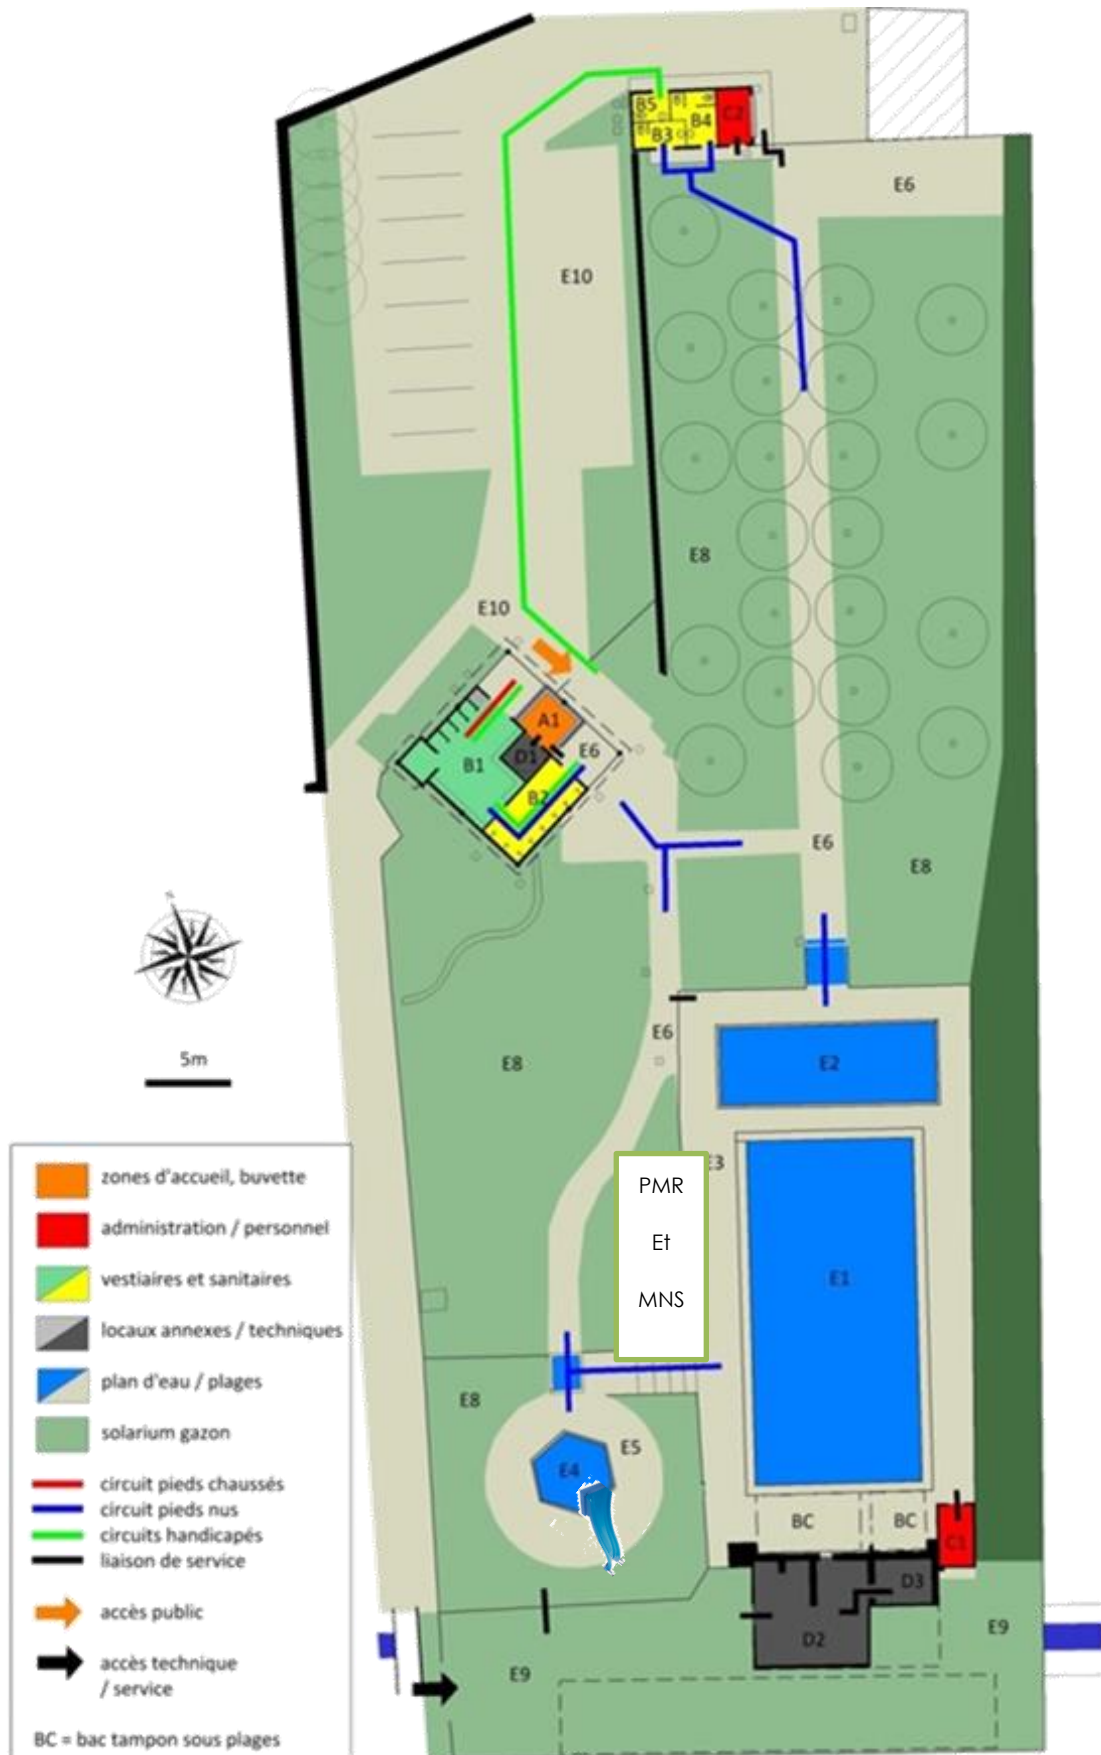 B5
B4
C2
B3
E6
E10
E8
E10
A1
E6
D1
B1
B2
E6
E8
N
5m
E6
E8
E2
E3
PMR
Et
MNS
E1
E8
E5
E4
BC
BC
C1
D3
D2
E9
E9
zones d'accueil, buvette
administration / personnel
vestiaires et sanitaires
locaux annexes / techniques
plan d'eau / plages
solarium gazon
circuit pieds chaussés
circuit pieds nus
circuits handicapés
liaison de service
accès public
accès technique
/ service
BC = bac tampon sous plages